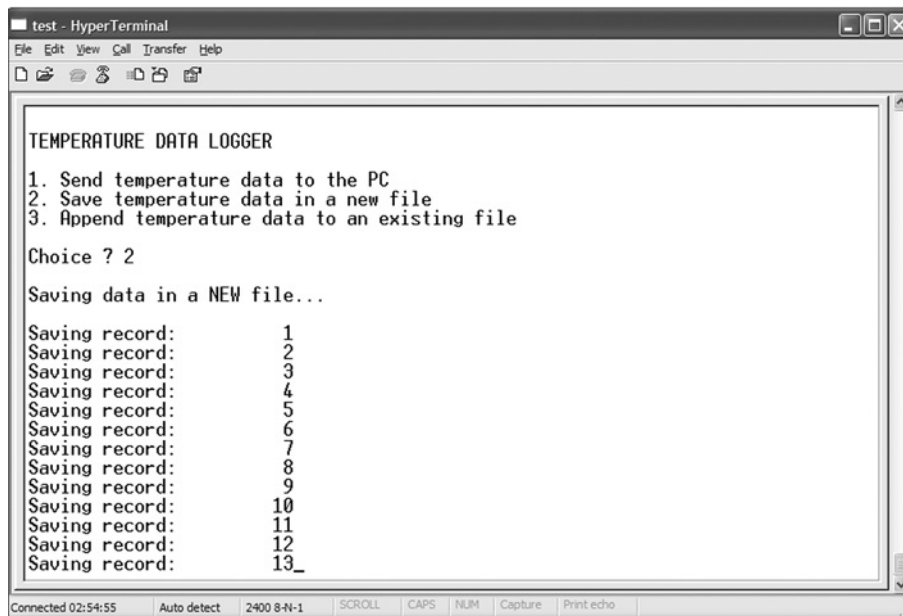 test - HyperTerminal
File Edit View Call Transfer Help
TEMPERATURE DATA LOGGER
1. Send temperature data to the PC
2. Save temperature data in a new file
3. Append temperature data to an existing file
Choice ? 2
Saving data in a NEW file...
Saving record: 1
Saving record: 2
Saving record: 3
Saving record: 4
Saving record: 5
Saving record: 6
Saving record: 7
Saving record: 8
Saving record: 9
Saving record: 10
Saving record: 11
Saving record: 12
Saving record: 13_
Connected 02:54:55 Auto detect 2400 8-N-1 SCROLL CAPS NUM Capture Print echo